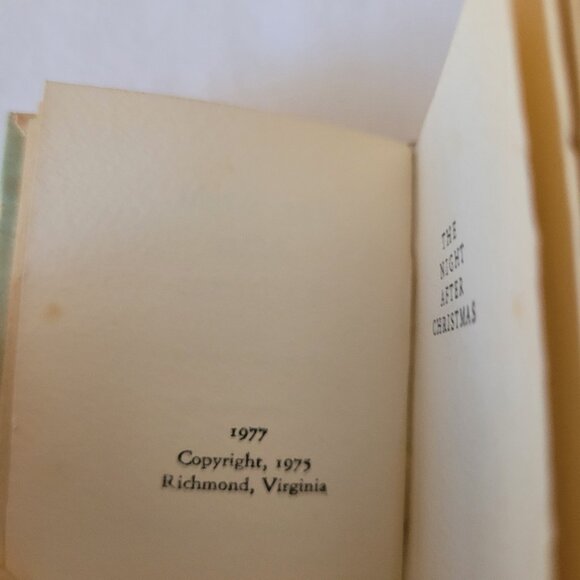 1977
Copyright, 1975
Richmond, Virginia
THE
NIGHT
AFTER
CHRISTMAS